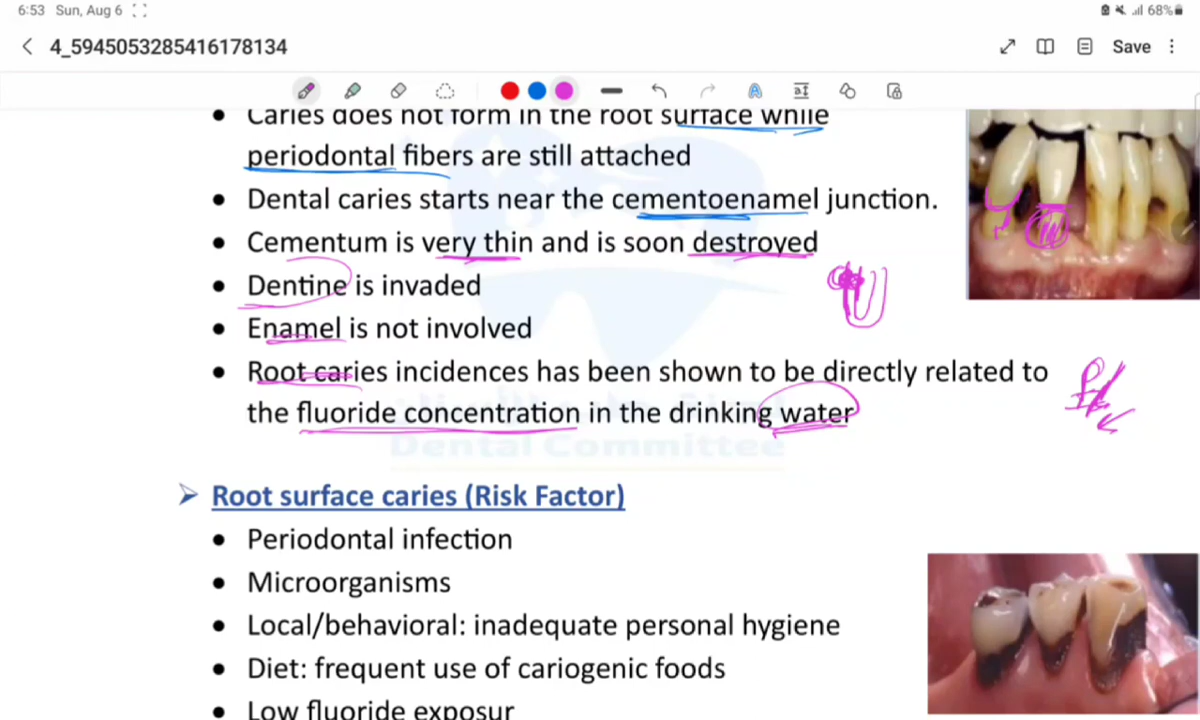 6:53 Sun, Aug 6
68%
4_5945053285416178134
Save
Caries does not form in the root surface while
periodontal fibers are still attached
• Dental caries starts near the cementoenamel junction.
• Cementum is very thin and is soon destroyed
• Dentine is invaded
• Enamel is not involved
• Root caries incidences has been shown to be directly related to
the fluoride concentration in the drinking water
Dental Committee
➢ Root surface caries (Risk Factor)
• Periodontal infection
• Microorganisms
• Local/behavioral: inadequate personal hygiene
• Diet: frequent use of cariogenic foods
• Low fluoride exposur